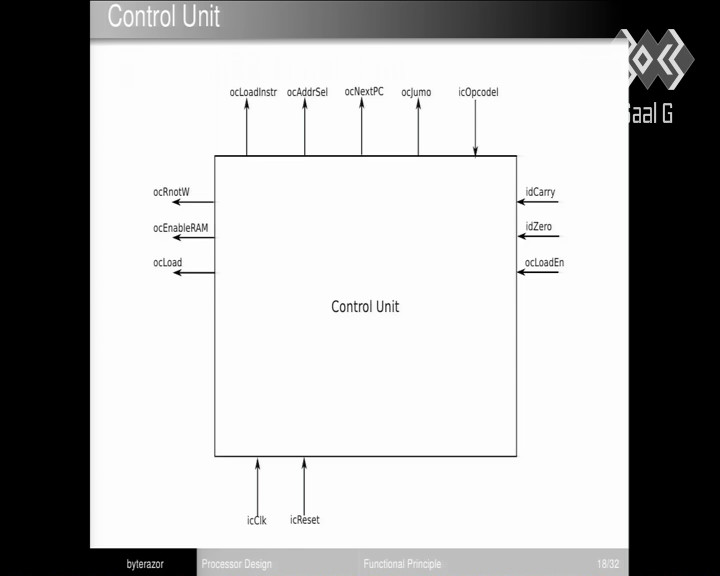 Control Unit
ocLoadInstr ocAddrSel ocNextPC ocJumo icOpcodel
Saal G
ocRnotW idCarry
ocEnableRAM idZero
ocLoad ocLoadEn
Control Unit
icClk icReset
byterazor Processor Design Functional Principle 18/32